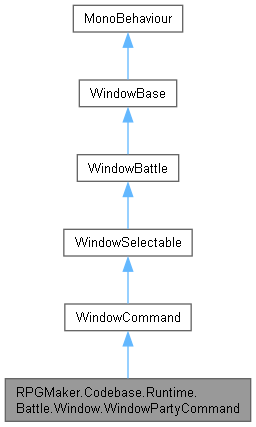 MonoBehaviour
WindowBase
WindowBattle
WindowSelectable
WindowCommand
RPGMaker.Codebase.Runtime.
Battle.Window.WindowPartyCommand